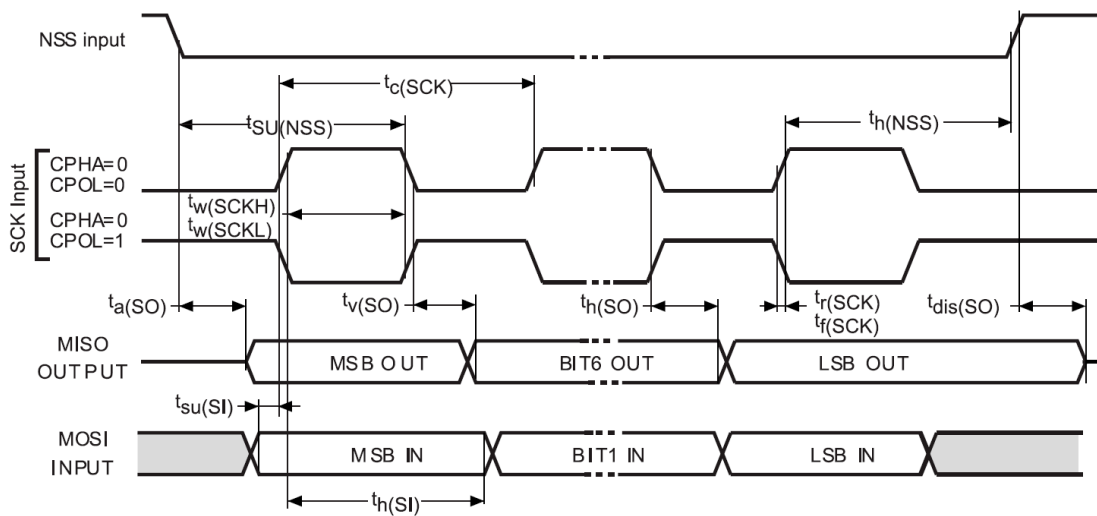 NSS input
tc(SCK)
tSU(NSS)
th(NSS)
SCK Input
CPHA=0
CPOL=0
CPHA=0
CPOL=1
tw(SCKH)
tw(SCKL)
ta(SO)
tv(SO)
th(SO)
tr(SCK)
tf(SCK)
tdis(SO)
MISO
OUTPUT
MSB OUT
BIT6 OUT
LSB OUT
tsu(SI)
MOSI
INPUT
MSB IN
BIT1 IN
LSB IN
th(SI)